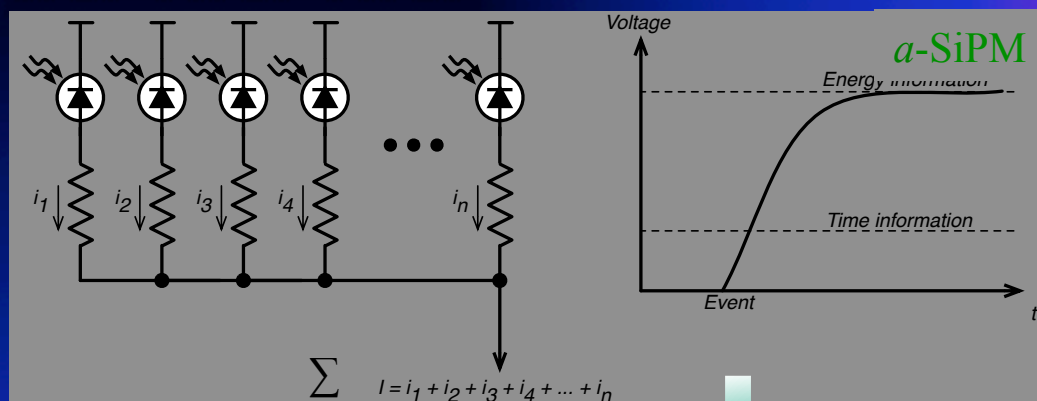 Voltage
a-SiPM
Energy information
i1 i2 i3 i4 in
Time information
Event
t
∑ I = i1 + i2 + i3 + i4 + ... + in